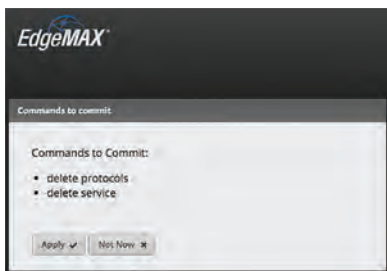 EdgeMAX
Commands to commit
Commands to Commit:
• delete protocols
• delete service
Apply ✔ Not Now ✖